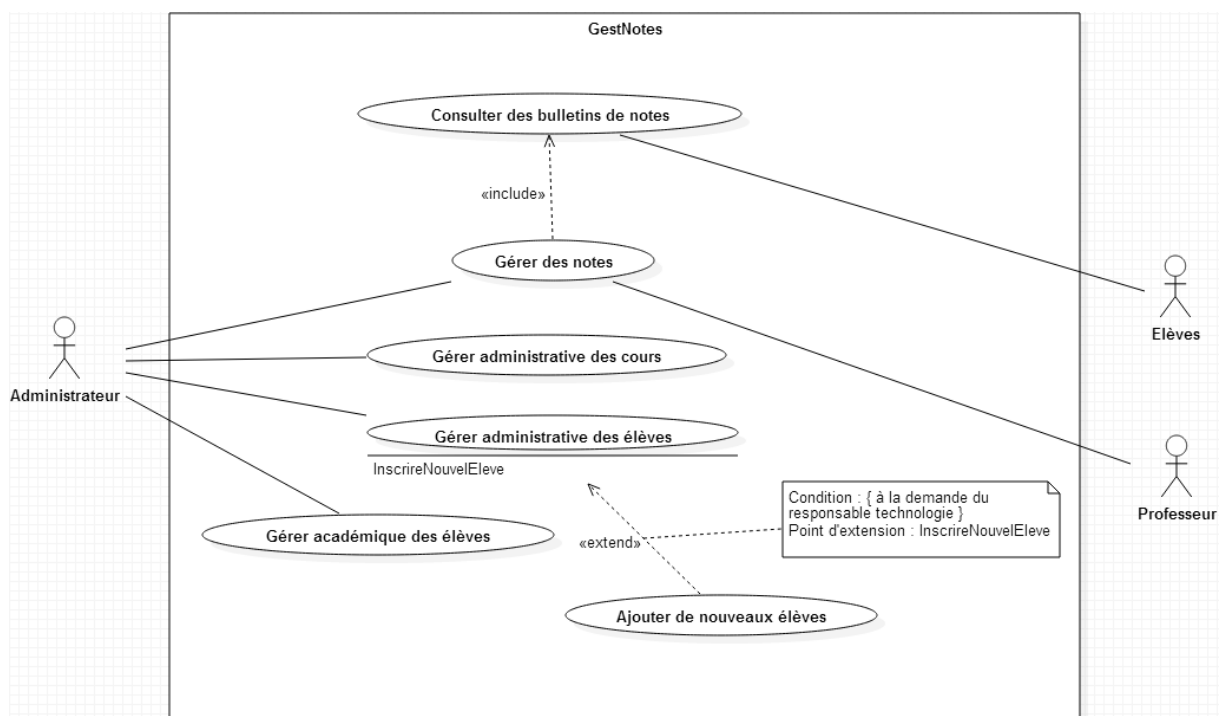 GestNotes
Consulter des bulletins de notes
«include»
Gérer des notes
Elèves
Gérer administrative des cours
Administrateur
Gérer administrative des élèves
InscrireNouvelEleve
Condition : { à la demande du
responsable technologie }
Point d'extension : InscrireNouvelEleve
Professeur
Gérer académique des élèves
«extend»
Ajouter de nouveaux élèves